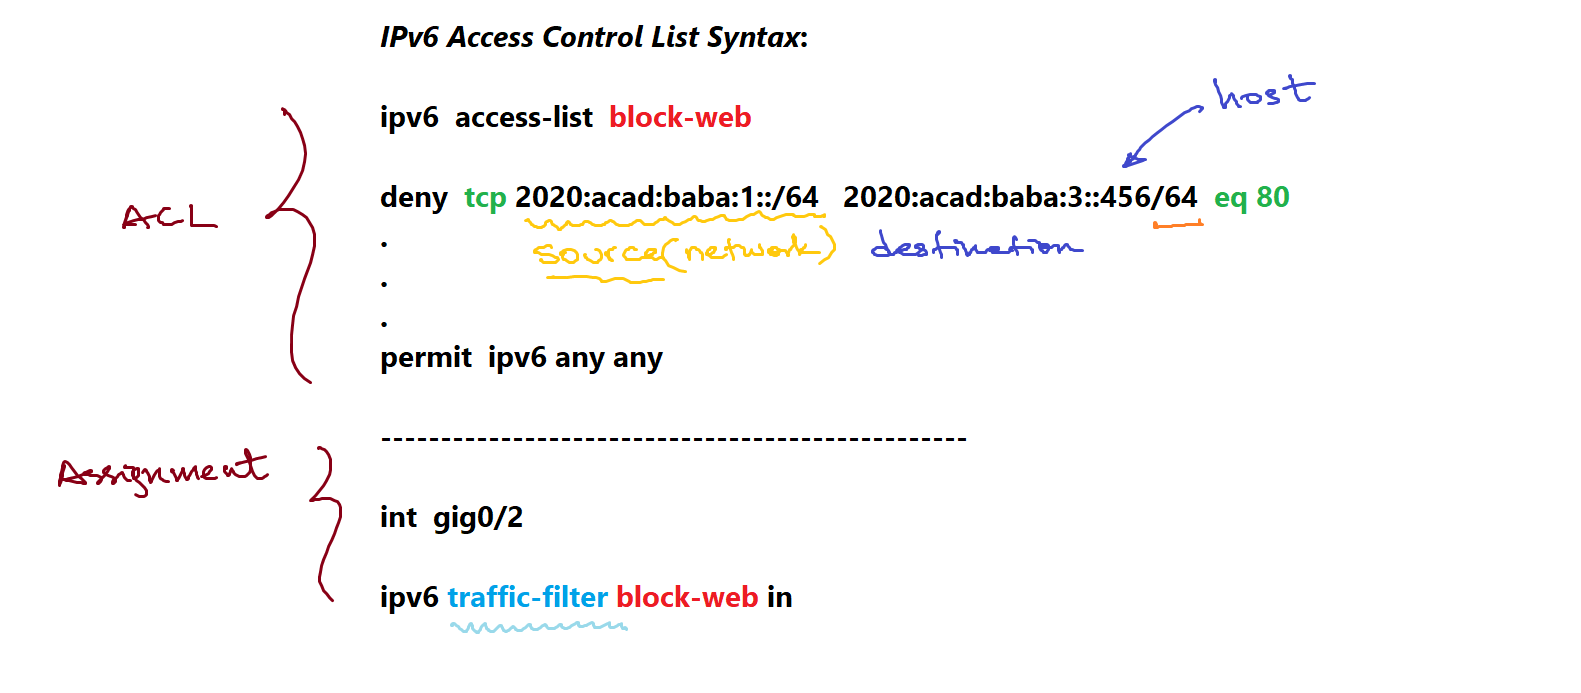 IPv6 Access Control List Syntax:
host
ipv6 access-list block-web
ACL
deny tcp 2020:acad:baba:1::/64 2020:acad:baba:3::456/64 eq 80
.
source (network) destination
.
.
permit ipv6 any any
-------------------------------------------------
Assignment
int gig0/2
ipv6 traffic-filter block-web in